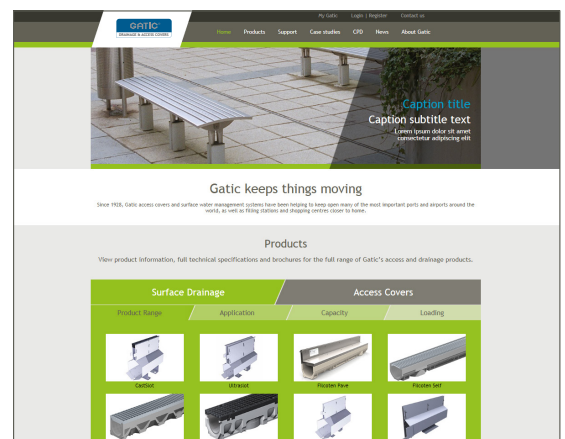 My Gatic Login | Register Contact us
GATIC
DRAINAGE & ACCESS COVERS
Home Products Support Case studies CPD News About Gatic
Caption title
Caption subtitle text
Lorem ipsum dolor sit amet
consectetur adipiscing elit
Gatic keeps things moving
Since 1928, Gatic access covers and surface water management systems have been helping to keep open many of the most important ports and airports around the
world, as well as filling stations and shopping centres closer to home.
Products
View product information, full technical specifications and brochures for the full range of Gatic's access and drainage products.
Surface Drainage Access Covers
Product Range Application Capacity Loading
CastSlot Ultraslot Filcoten Pave Filcoten Self